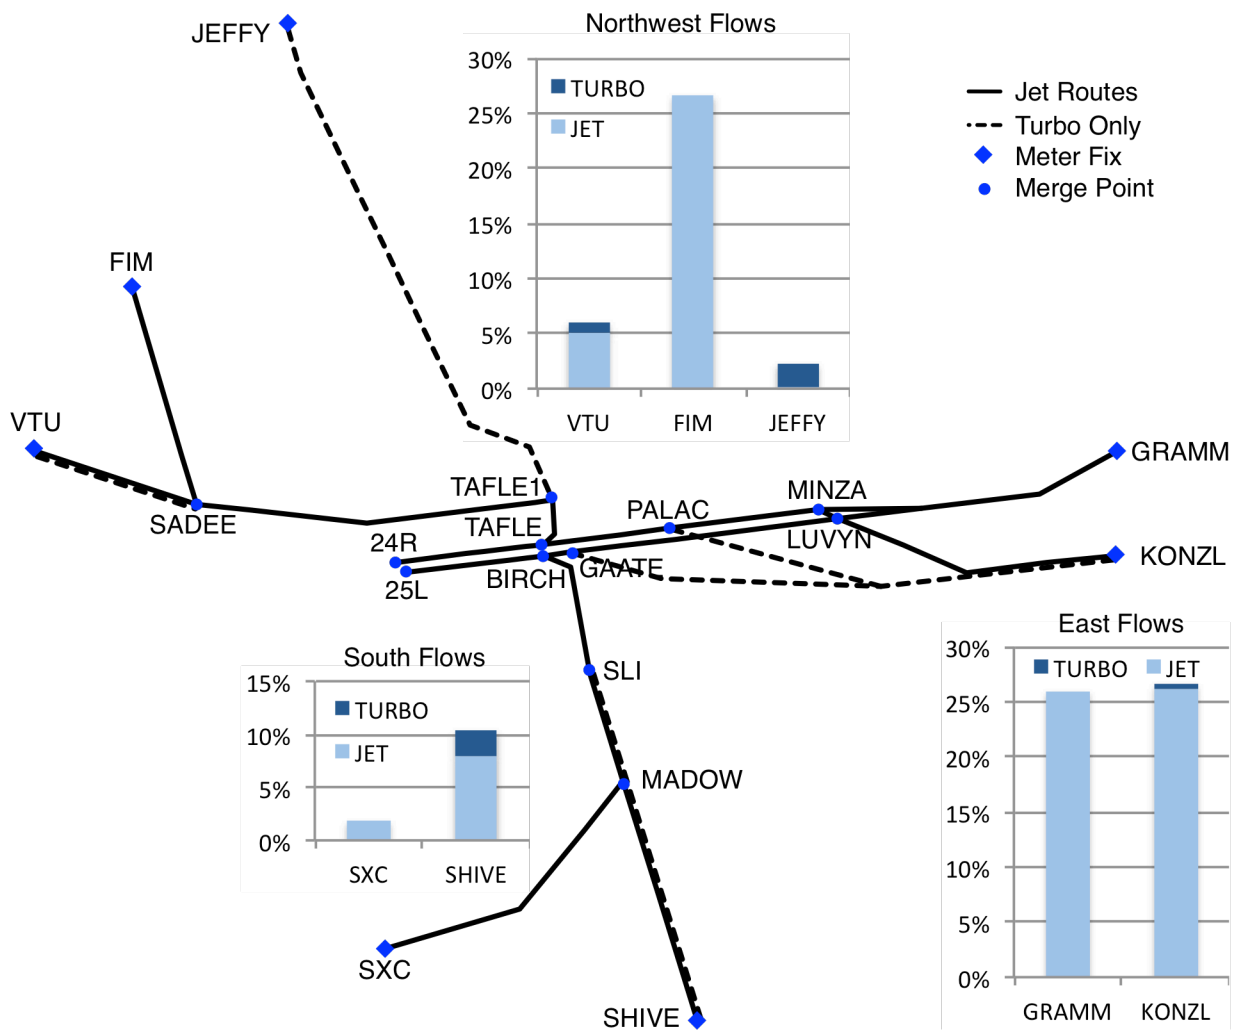 JEFFY
Northwest Flows
30%
25%
20%
15%
10%
5%
0%
TURBO
JET
VTU
FIM
JEFFY
Jet Routes
Turbo Only
Meter Fix
Merge Point
FIM
VTU
SADEE
TAFLE1
TAFLE
24R
25L
BIRCH
GAATE
PALAC
MINZA
LUVYN
GRAMM
KONZL
South Flows
15%
10%
5%
0%
TURBO
JET
SXC
SHIVE
SLI
MADOW
SXC
SHIVE
East Flows
30%
25%
20%
15%
10%
5%
0%
TURBO
JET
GRAMM
KONZL